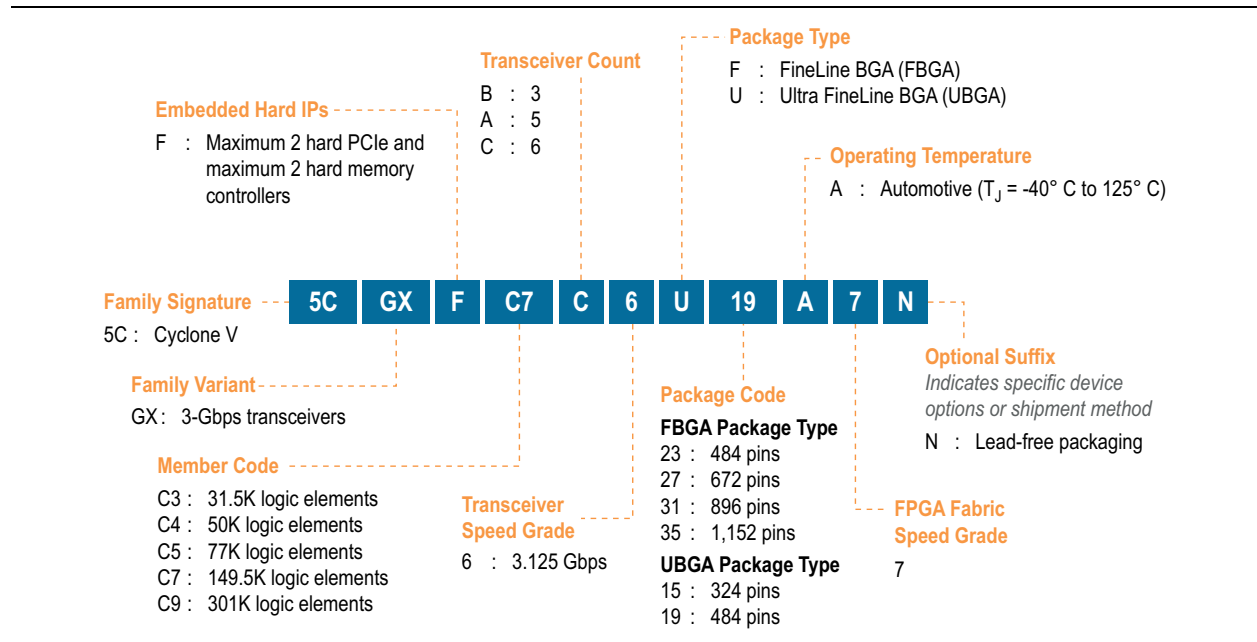 Package Type
F : FineLine BGA (FBGA)
U : Ultra FineLine BGA (UBGA)
Transceiver Count
B : 3
A : 5
C : 6
Embedded Hard IPs
F : Maximum 2 hard PCIe and
maximum 2 hard memory
controllers
Operating Temperature
A : Automotive (TJ = -40° C to 125° C)
Family Signature
5C : Cyclone V
5C GX F C7 C 6 U 19 A 7 N
Family Variant
GX : 3-Gbps transceivers
Member Code
C3 : 31.5K logic elements
C4 : 50K logic elements
C5 : 77K logic elements
C7 : 149.5K logic elements
C9 : 301K logic elements
Transceiver
Speed Grade
6 : 3.125 Gbps
Package Code
FBGA Package Type
23 : 484 pins
27 : 672 pins
31 : 896 pins
35 : 1,152 pins
UBGA Package Type
15 : 324 pins
19 : 484 pins
FPGA Fabric
Speed Grade
7
Optional Suffix
Indicates specific device
options or shipment method
N : Lead-free packaging